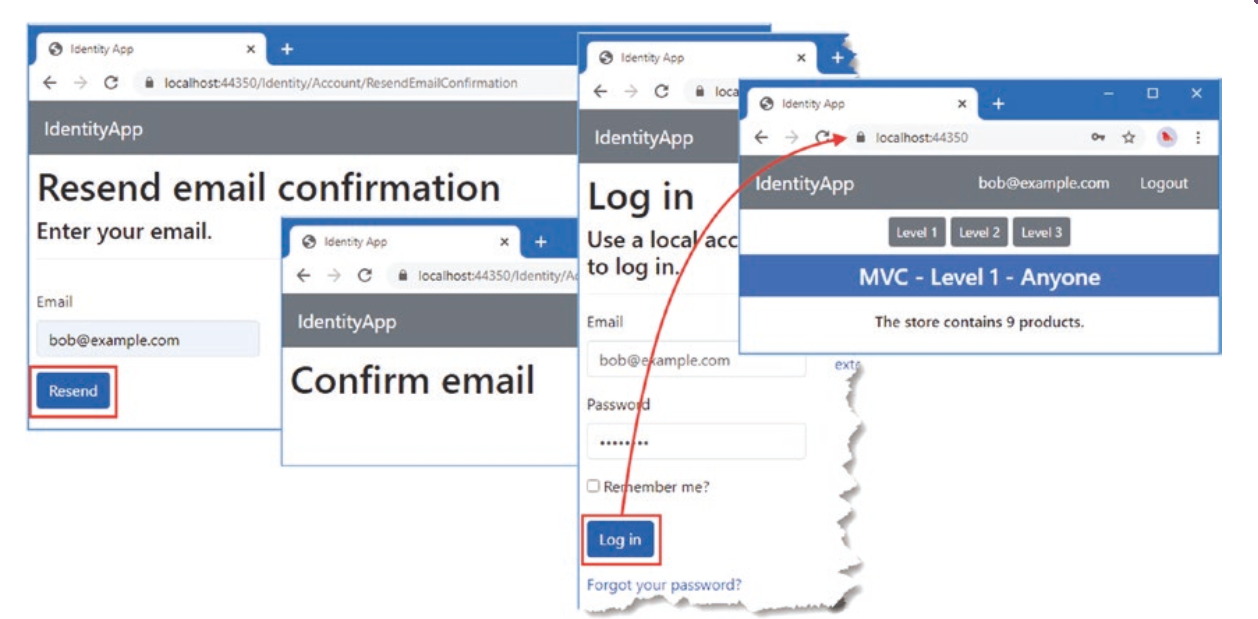 Identity App
localhost:44350/Identity/Account/ResendEmailConfirmation
IdentityApp
Resend email confirmation
Enter your email.
Email
bob@example.com
Resend
Identity App
localhost:44350/Identity/
IdentityApp
Confirm email
Identity App
IdentityApp
Log in
Use a local
to log in.
Email
bob@example.com
Password
Remember me?
Log in
Forgot your password?
Identity App
localhost:44350
IdentityApp bob@example.com Logout
Level 1 Level 2 Level 3
MVC - Level 1 - Anyone
The store contains 9 products.